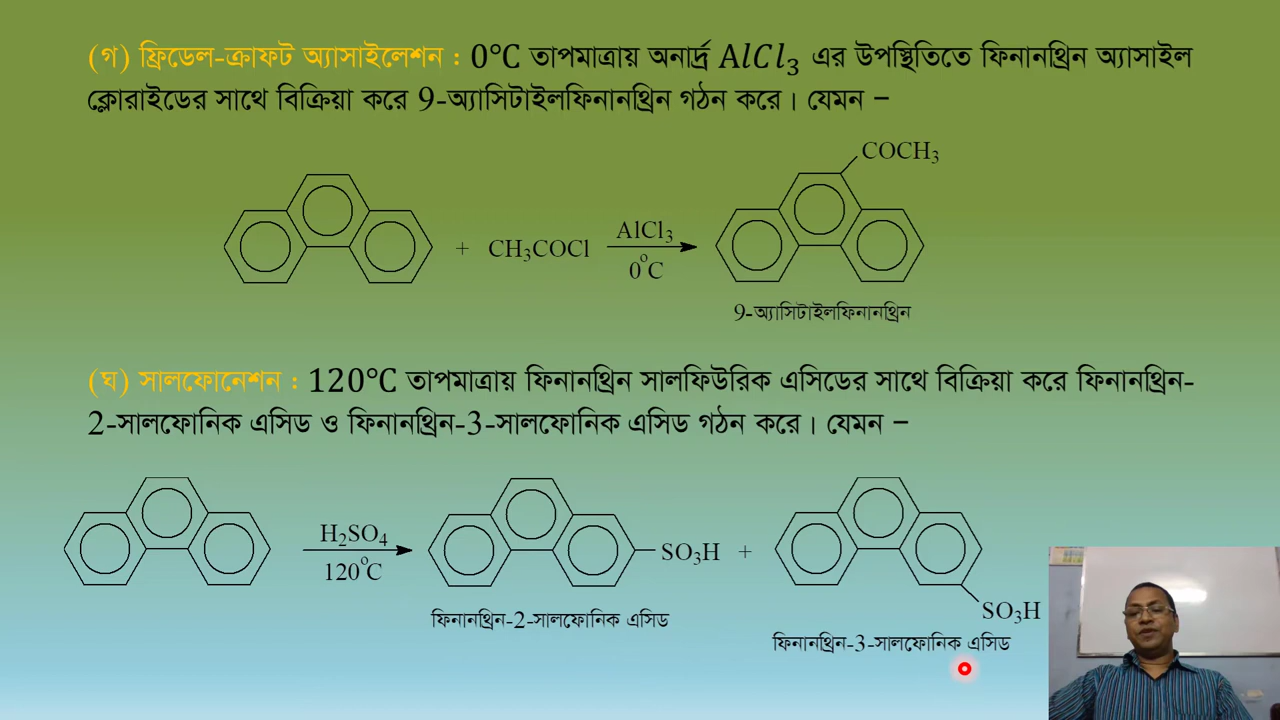 (গ) ফ্রিডেল-ক্রাফট অ্যাসাইলেশন : 0°C তাপমাত্রায় অনার্দ্র AlCl₃ এর উপস্থিতিতে ফিনানথ্রিন অ্যাসাইল
ক্লোরাইডের সাথে বিক্রিয়া করে 9-অ্যাসিটাইলফিনানথ্রিন গঠন করে। যেমন –
COCH₃
+ CH₃COCl AlCl₃
0°C
9-অ্যাসিটাইলফিনানথ্রিন
(ঘ) সালফোনেশন : 120°C তাপমাত্রায় ফিনানথ্রিন সালফিউরিক এসিডের সাথে বিক্রিয়া করে ফিনানথ্রিন-
2-সালফোনিক এসিড ও ফিনানথ্রিন-3-সালফোনিক এসিড গঠন করে। যেমন –
H₂SO₄
120°C
SO₃H +
SO₃H
ফিনানথ্রিন-2-সালফোনিক এসিড
ফিনানথ্রিন-3-সালফোনিক এসিড